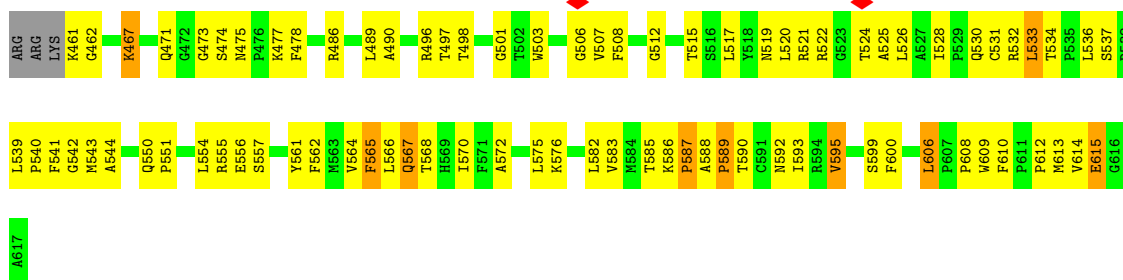 ARG ARG LYS K461 G462 K467 Q471 G472 G473 S474 N475 P476 K477 F478 R486 L489 A490 R496 T497 T498 G501 T502 W503 G506 V507 F508 G512 T515 S516 L517 Y518 N519 L520 R521 R522 G523 T524 A525 L526 A527 I528 P529 Q530 C531 R532 L533 T534 P535 L536 S537
L539 P540 F541 G542 M543 A544 Q550 P551 L554 R555 E556 S557 Y561 F562 M563 V564 F565 L566 Q567 T568 H569 I570 F571 A572 L575 K576 L582 V583 M584 T585 K586 P587 A588 P589 T590 C591 N592 I593 R594 V595 S599 F600 L606 P607 P608 W609 F610 P611 P612 M613 V614 E615 G616
A617